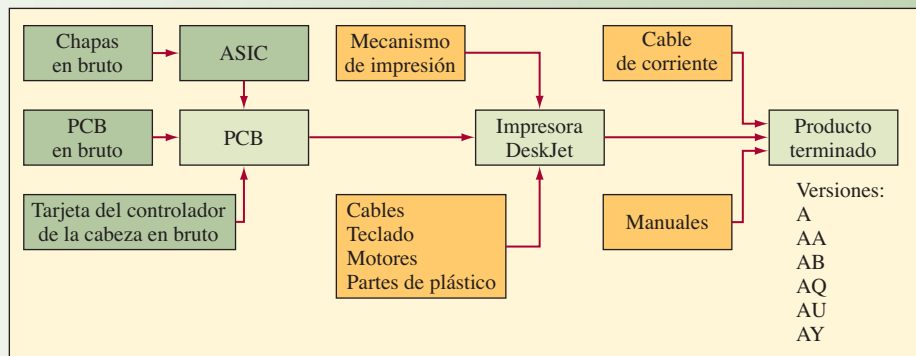 Chapas
en bruto
ASIC
Mecanismo
de impresión
Cable
de corriente
PCB
en bruto
PCB
Impresora
DeskJet
Producto
terminado
Tarjeta del controlador
de la cabeza en bruto
Cables
Teclado
Motores
Partes de plástico
Manuales
Versiones:
A
AA
AB
AQ
AU
AY